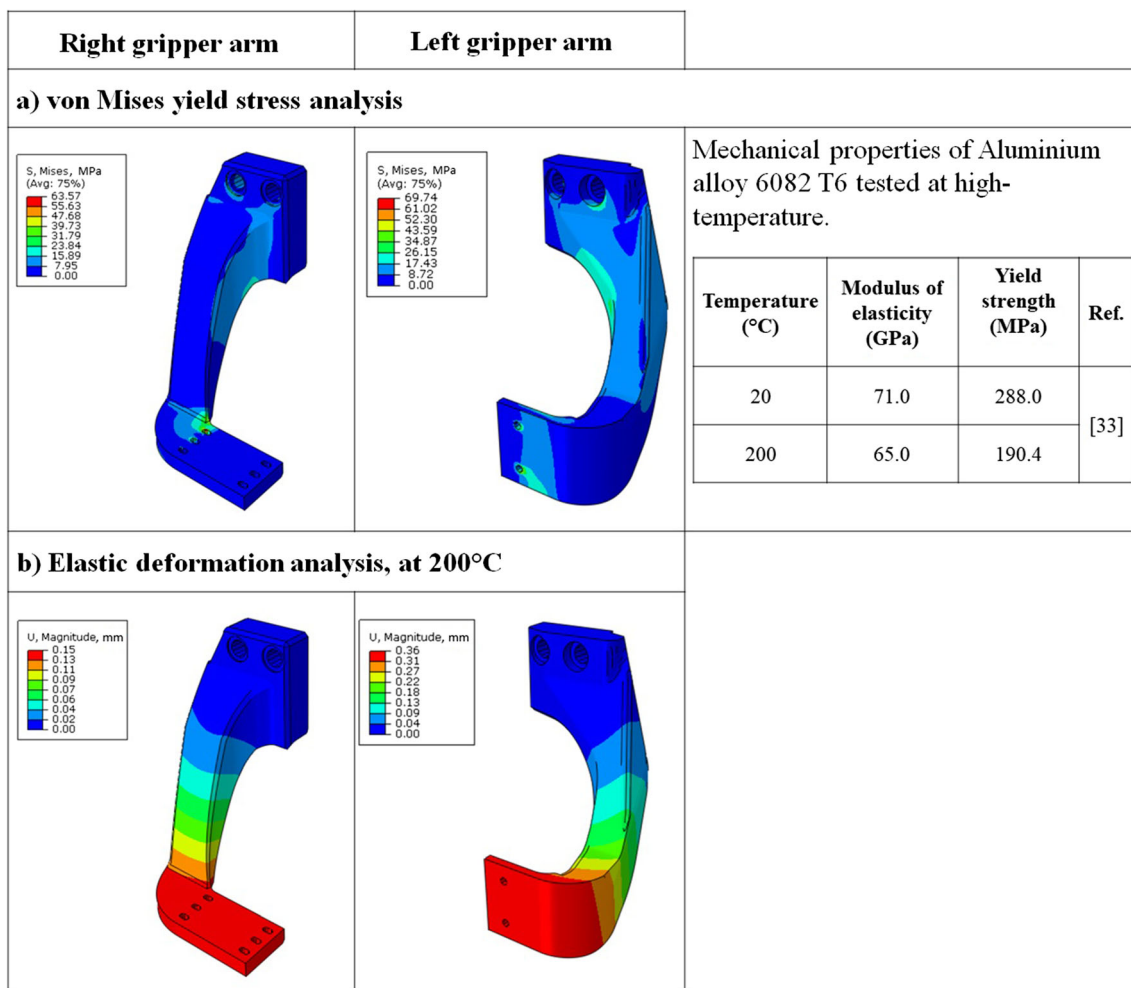 Right gripper arm
Left gripper arm
a) von Mises yield stress analysis
S, Mises, MPa
(Avg: 75%)
63.57
55.63
47.68
39.73
31.79
23.84
15.89
7.95
0.00
S, Mises, MPa
(Avg: 75%)
69.74
61.02
52.30
43.59
34.87
26.15
17.43
8.72
0.00
Mechanical properties of Aluminium
alloy 6082 T6 tested at high-
temperature.
Temperature
(°C)
Modulus of
elasticity
(GPa)
Yield
strength
(MPa)
Ref.
20
71.0
288.0
[33]
200
65.0
190.4
b) Elastic deformation analysis, at 200°C
U, Magnitude, mm
0.15
0.13
0.11
0.09
0.07
0.06
0.04
0.02
0.00
U, Magnitude, mm
0.36
0.31
0.27
0.22
0.18
0.13
0.09
0.04
0.00